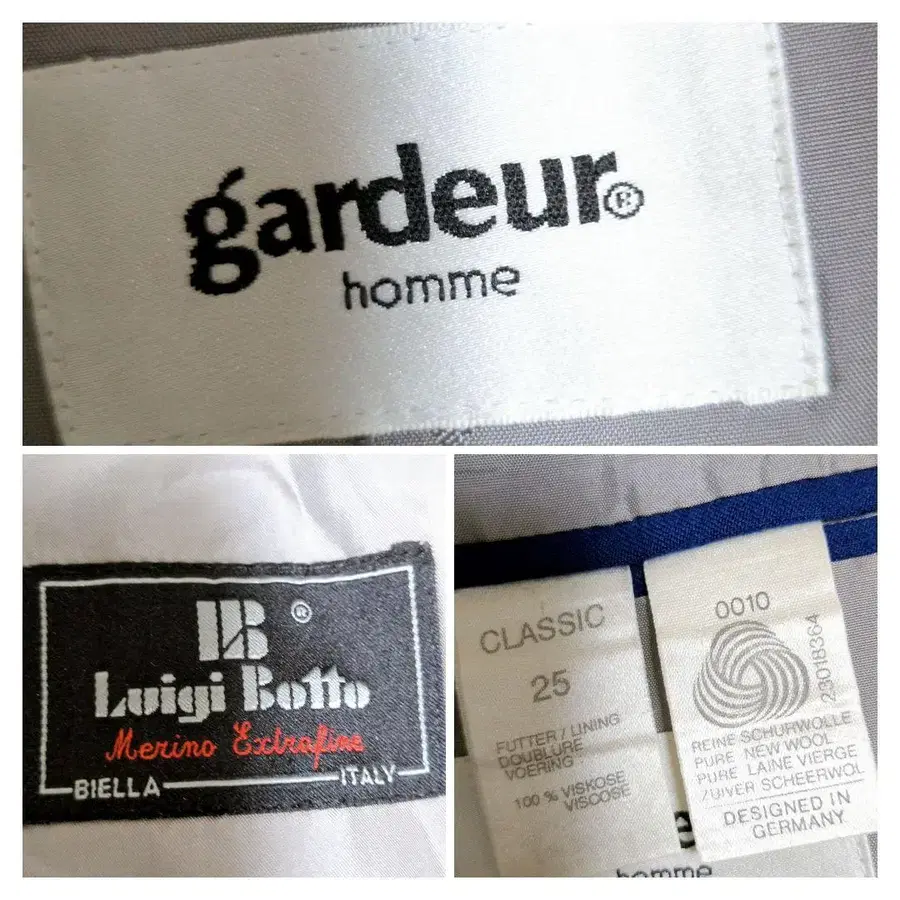 gardeur®
homme
LB ®
Luigi Botto
Merino Extrafine
BIELLA ITALY
CLASSIC
25
FUTTER/LINING
DOUBLURE
VOERING
100 % VISKOSE
VISCOSE
0010
23018364
REINE SCHURWOLLE
PURE NEW WOOL
PURE LAINE VIERGE
ZUIVER SCHEERWOL
DESIGNED IN
GERMANY
homme